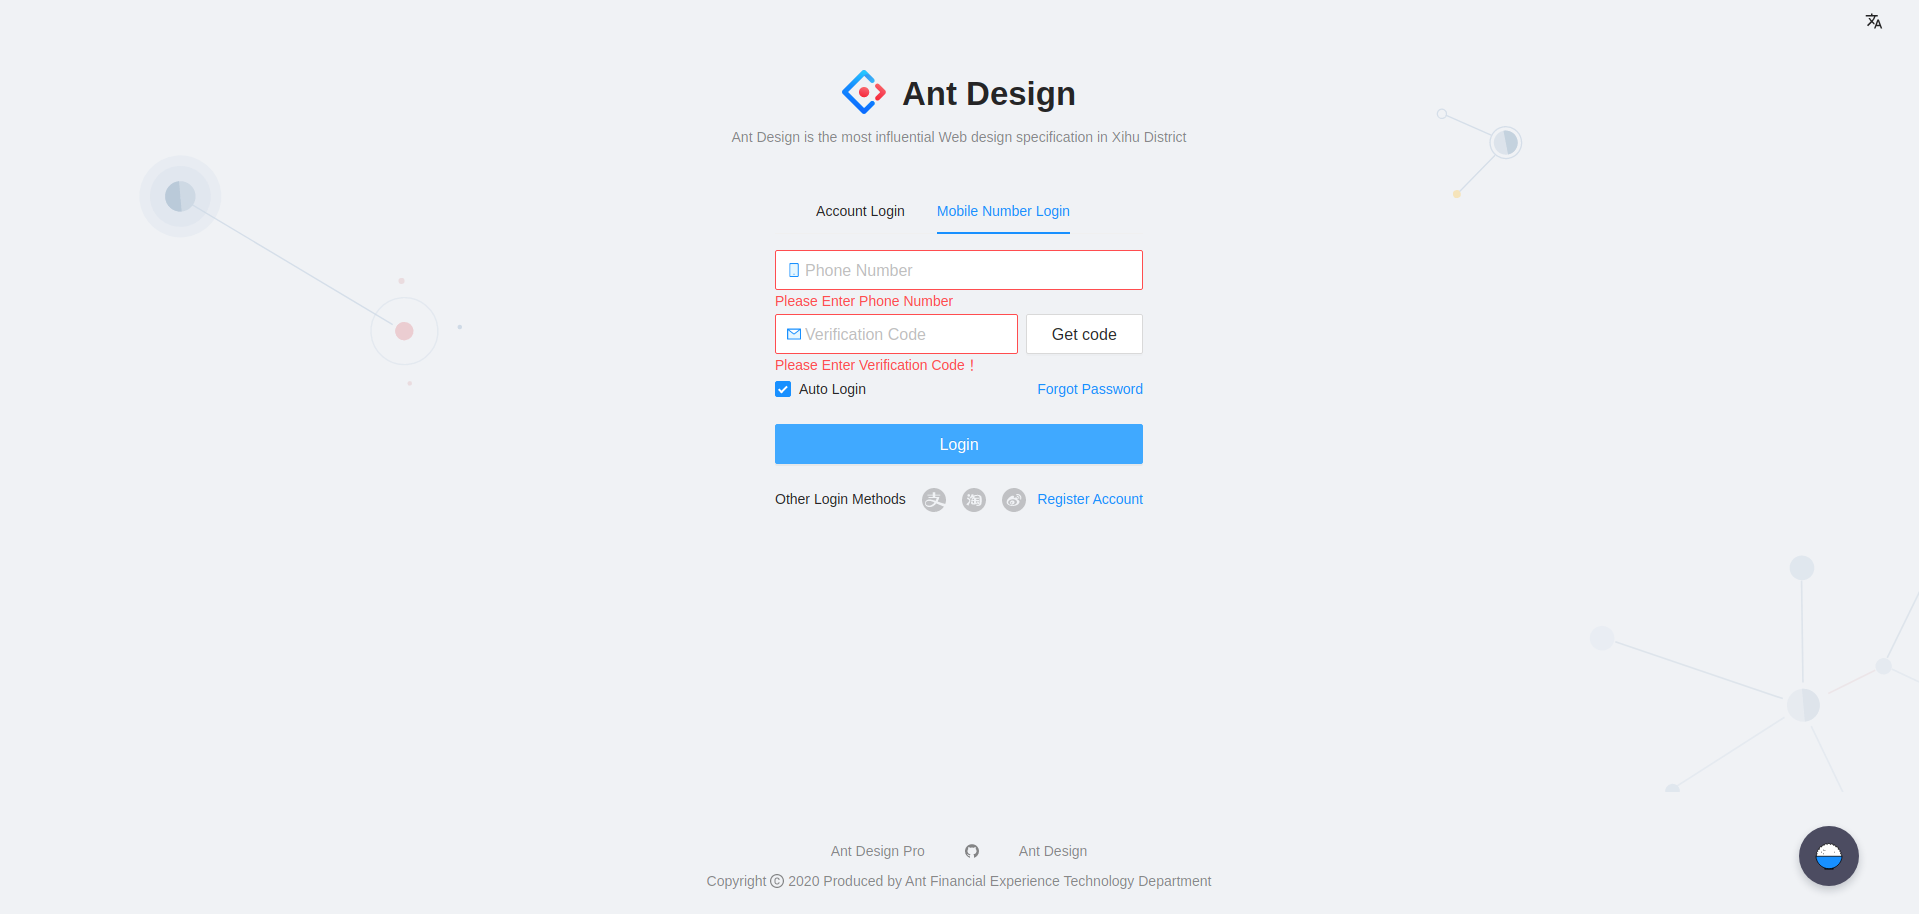 Ant Design
Ant Design is the most influential Web design specification in Xihu District
Account Login
Mobile Number Login
Phone Number
Please Enter Phone Number
Verification Code
Get code
Please Enter Verification Code！
Auto Login
Forgot Password
Login
Other Login Methods
Register Account
Ant Design Pro
Ant Design
Copyright © 2020 Produced by Ant Financial Experience Technology Department